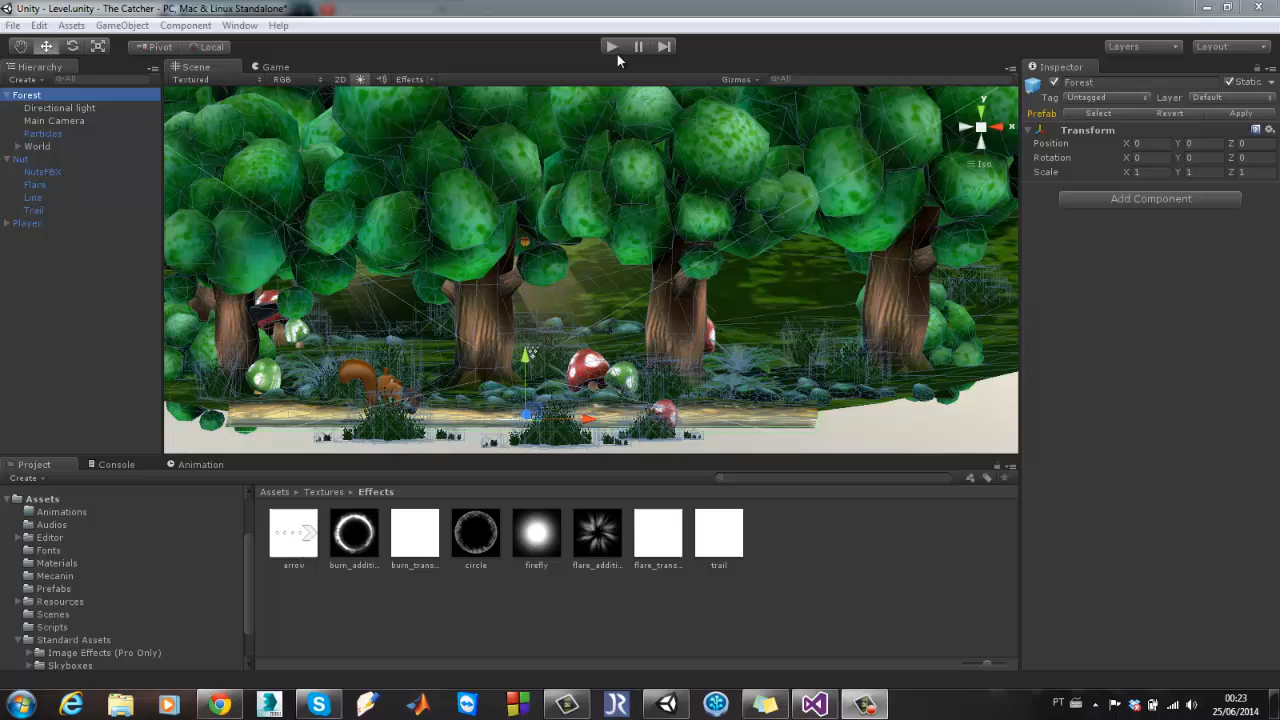 Unity - Level.unity - The Catcher - PC, Mac & Linux Standalone*
File Edit Assets GameObject Component Window Help
Pivot Local Layers Layout
Hierarchy Scene Game Inspector
Create All Textured RGB 2D Effects Gizmos All Forest Static
Forest
Directional light
Main Camera
Particles
World
Nut
NutsFBX
Flare
Line
Trail
Player
y
x
Iso
Tag Untagged Layer Default
Prefab Select Revert Apply
Transform
Position X 0 Y 0 Z 0
Rotation X 0 Y 0 Z 0
Scale X 1 Y 1 Z 1
Add Component
Project Console Animation
Create
Assets
Animations
Audios
Editor
Fonts
Materials
Mecanin
Prefabs
Resources
Scenes
Scripts
Standard Assets
Image Effects (Pro Only)
Skyboxes
Assets Textures Effects
arrow burn_additi... burn_trans... circle firefly flare_additi... flare_trans... trail
PT
00:23
25/06/2014